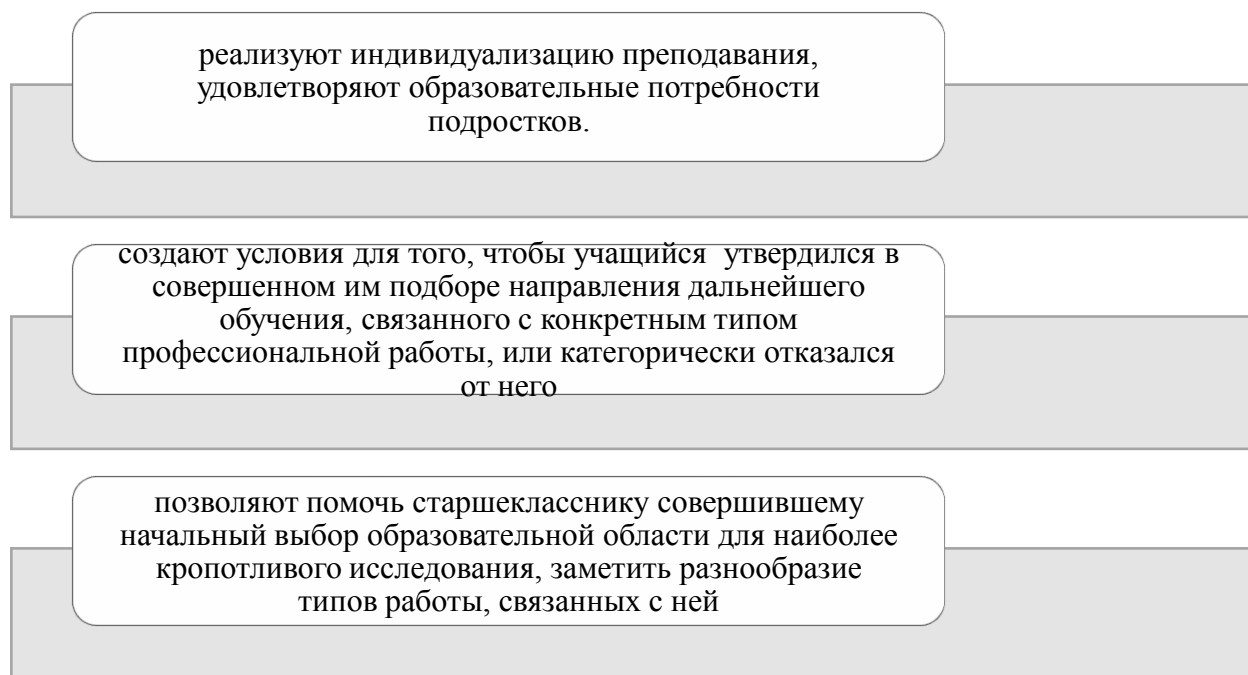 реализуют индивидуализацию преподавания,
удовлетворяют образовательные потребности
подростков.
создают условия для того, чтобы учащийся  утвердился в
совершенном им подборе направления дальнейшего
обучения, связанного с конкретным типом
профессиональной работы, или категорически отказался
от него
позволяют помочь старшекласснику совершившему
начальный выбор образовательной области для наиболее
кропотливого исследования, заметить разнообразие
типов работы, связанных с ней